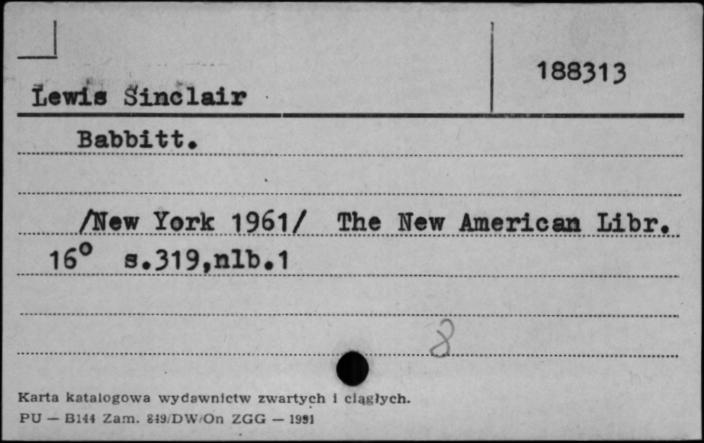 188313
Lewis Sinclair
Babbitt.
/New York 1961/ The New American Libr.
16° s.319,nlb.1
8
Karta katalogowa wydawnictw zwartych i ciągłych.
PU — B144 Zam. 849/DW/On ZGG — 1981